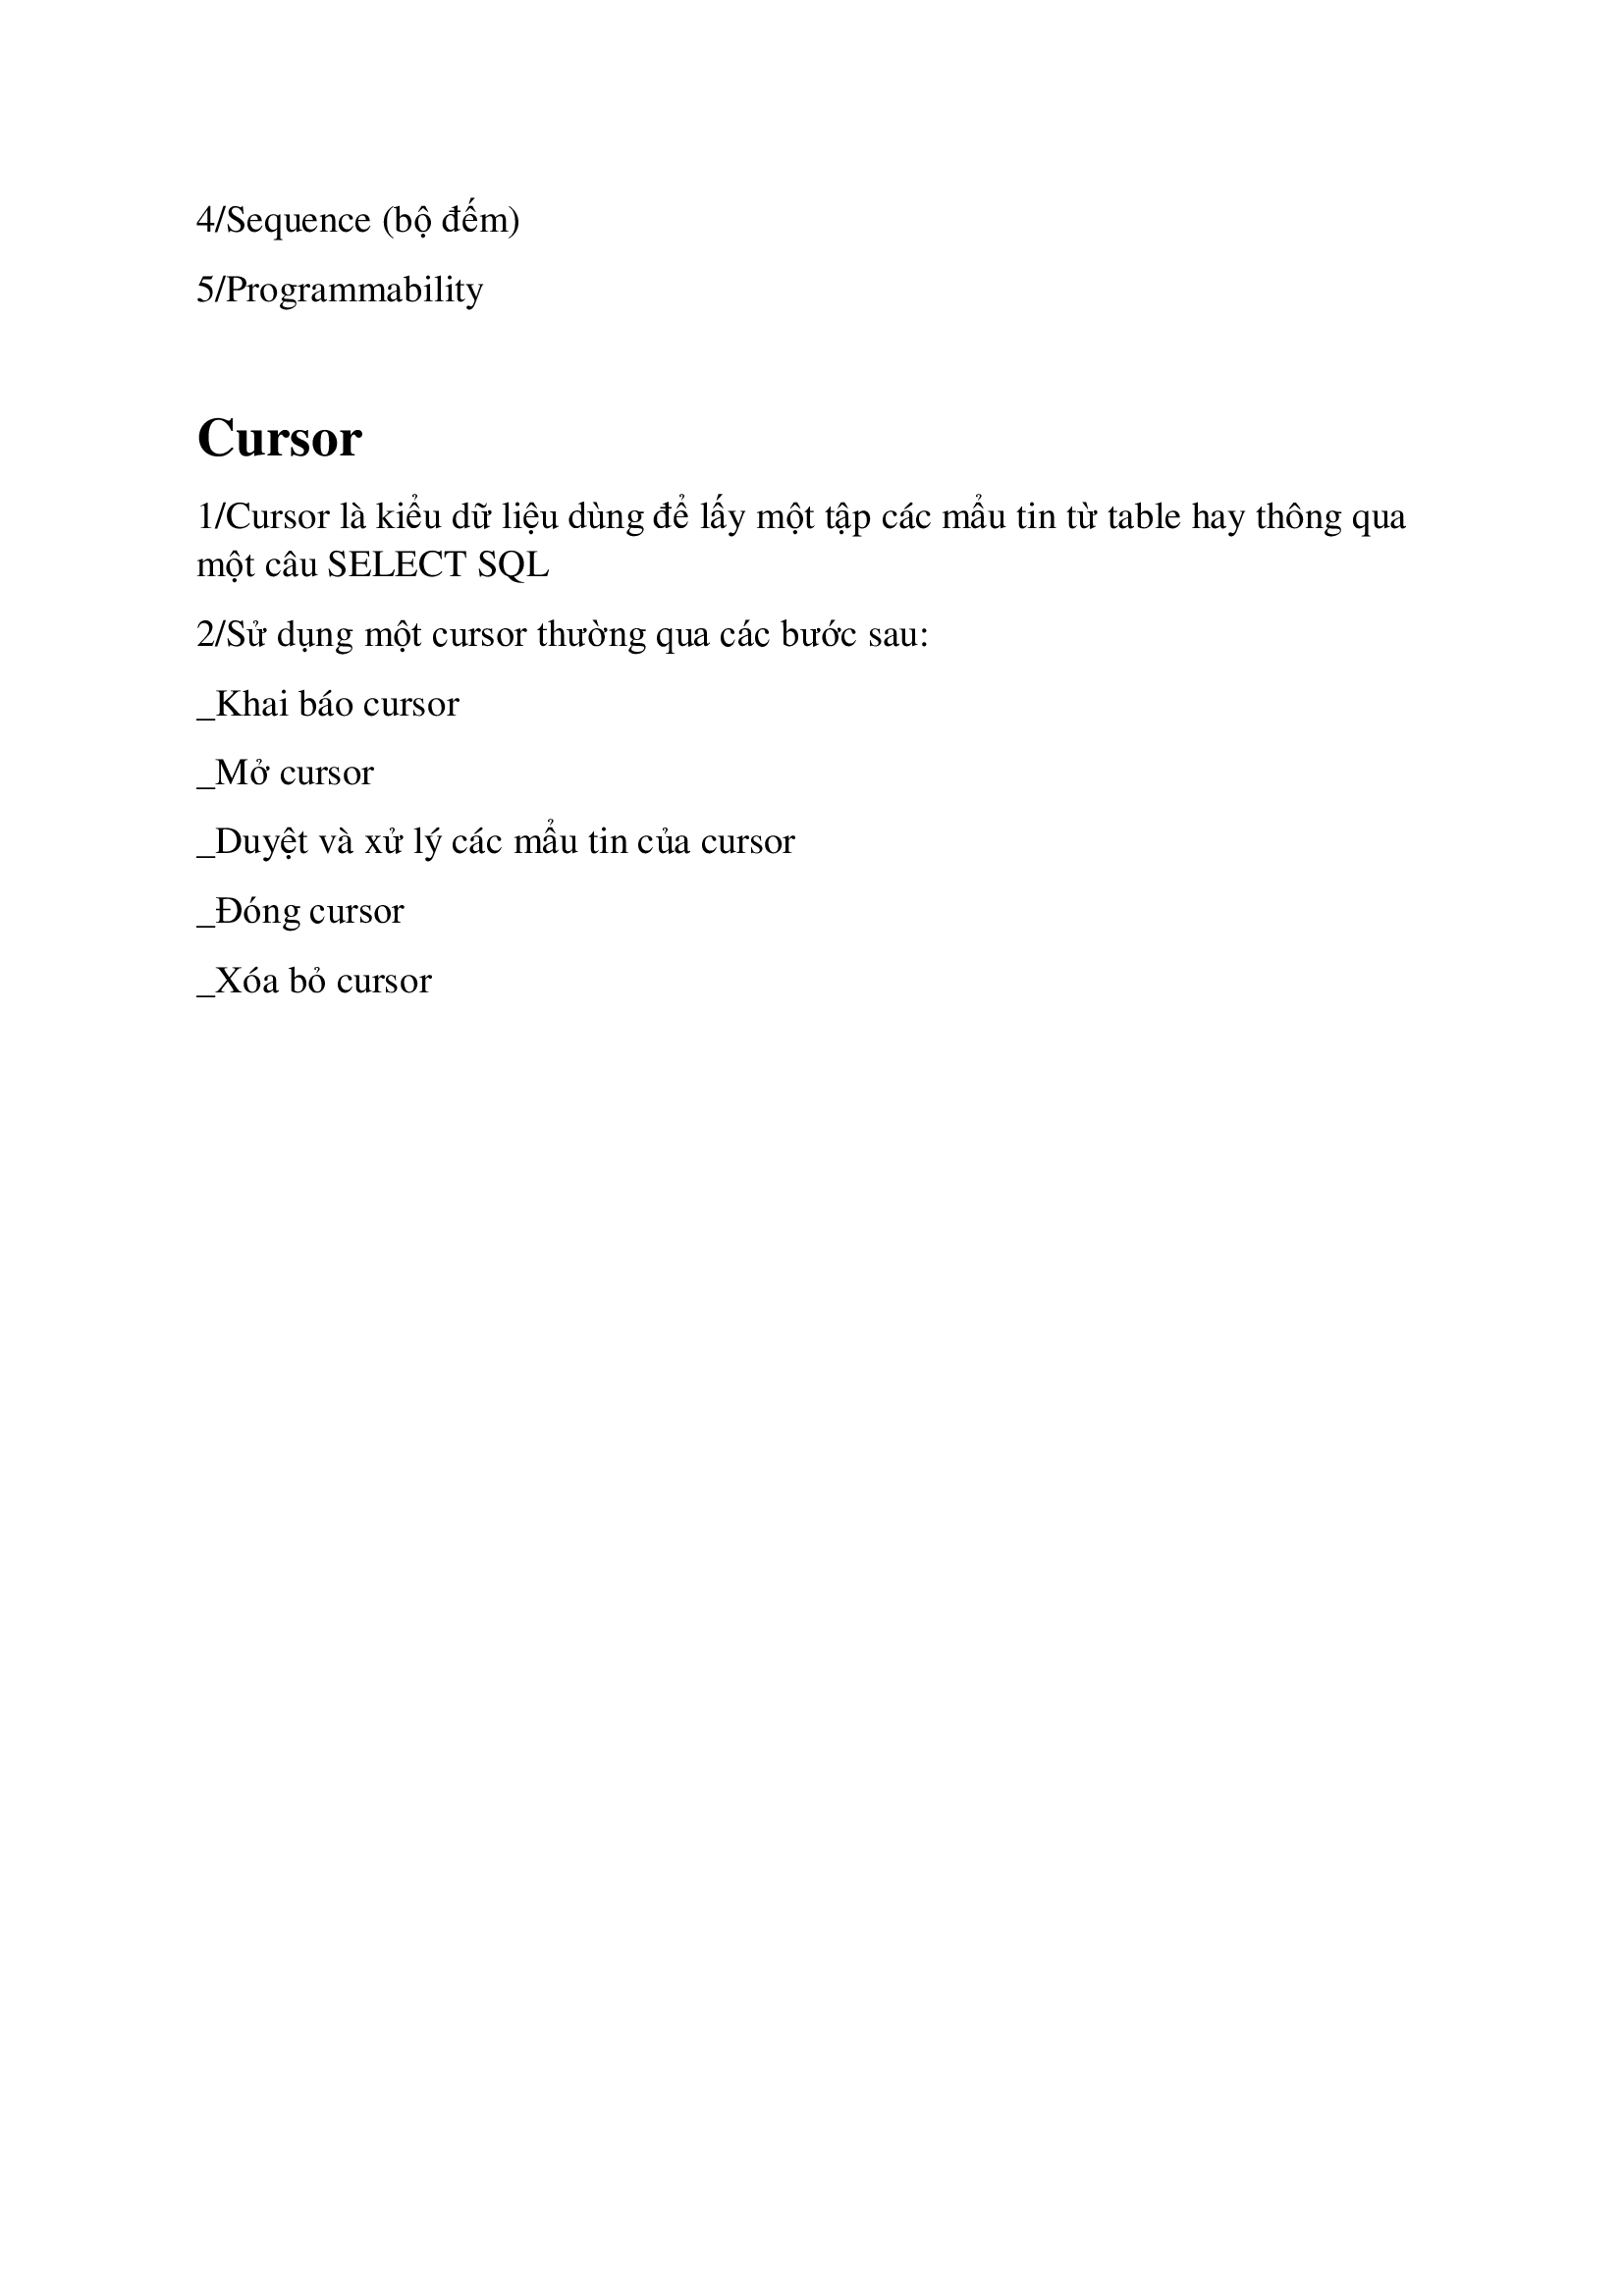 4/Sequence (bộ đếm)
5/Programmability
Cursor
1/Cursor là kiểu dữ liệu dùng để lấy một tập các mẩu tin từ table hay thông qua
một câu SELECT SQL
2/Sử dụng một cursor thường qua các bước sau:
_Khai báo cursor
_Mở cursor
_Duyệt và xử lý các mẩu tin của cursor
_Đóng cursor
_Xóa bỏ cursor